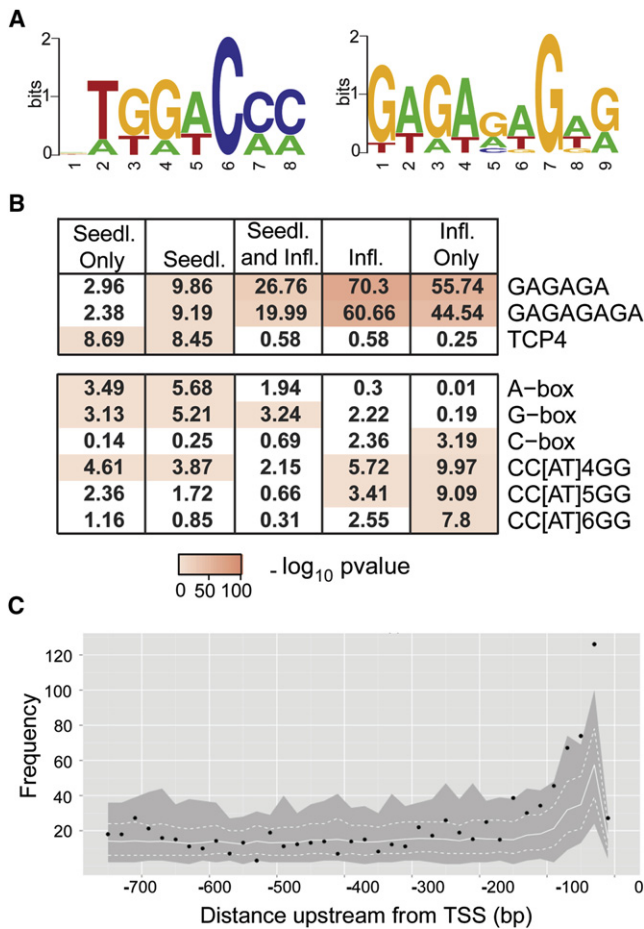 A
2
bits
1
0
1 2 3 4 5 6 7 8
TGGACCC
A TATAA
2
bits
1
0
1 2 3 4 5 6 7 8 9
GAGAGAGAG
B
Seedl. Only
Seedl.
Seedl. and Infl.
Infl.
Infl. Only
2.96 9.86 26.76 70.3 55.74 GAGAGA
2.38 9.19 19.99 60.66 44.54 GAGAGAGA
8.69 8.45 0.58 0.58 0.25 TCP4
3.49 5.68 1.94 0.3 0.01 A-box
3.13 5.21 3.24 2.22 0.19 G-box
0.14 0.25 0.69 2.36 3.19 C-box
4.61 3.87 2.15 5.72 9.97 CC[AT]4GG
2.36 1.72 0.66 3.41 9.09 CC[AT]5GG
1.16 0.85 0.31 2.55 7.8 CC[AT]6GG
0 50 100
- log10 pvalue
C
Frequency
120
100
80
60
40
20
-700 -600 -500 -400 -300 -200 -100 0
Distance upstream from TSS (bp)